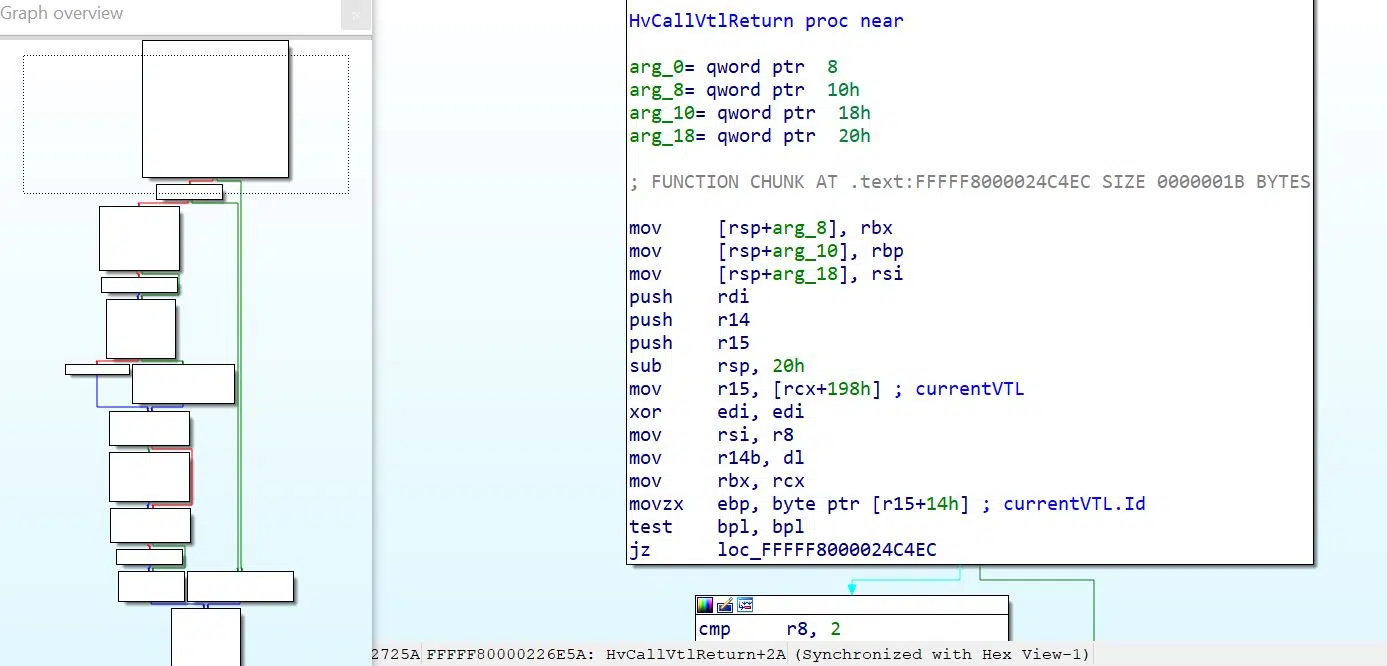 Graph overview
HvCallVtlReturn proc near
arg_0= qword ptr  8
arg_8= qword ptr  10h
arg_10= qword ptr  18h
arg_18= qword ptr  20h
; FUNCTION CHUNK AT .text:FFFFF8000024C4EC SIZE 0000001B BYTES
mov     [rsp+arg_8], rbx
mov     [rsp+arg_10], rbp
mov     [rsp+arg_18], rsi
push    rdi
push    r14
push    r15
sub     rsp, 20h
mov     r15, [rcx+198h] ; currentVTL
xor     edi, edi
mov     rsi, r8
mov     r14b, dl
mov     rbx, rcx
movzx   ebp, byte ptr [r15+14h] ; currentVTL.Id
test    bpl, bpl
jz      loc_FFFFF8000024C4EC
cmp     r8, 2
2725A FFFFF80000226E5A: HvCallVtlReturn+2A (Synchronized with Hex View-1)